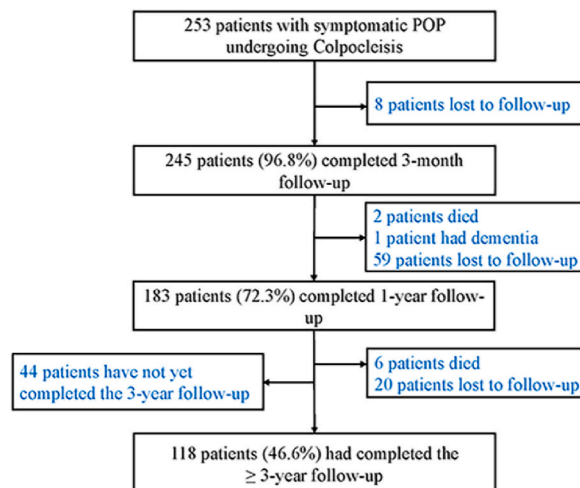 253 patients with symptomatic POP
undergoing Colpocleisis
8 patients lost to follow-up
245 patients (96.8%) completed 3-month
follow-up
2 patients died
1 patient had dementia
59 patients lost to follow-up
183 patients (72.3%) completed 1-year follow-
up
44 patients have not yet
completed the 3-year follow-up
6 patients died
20 patients lost to follow-up
118 patients (46.6%) had completed the
≥ 3-year follow-up